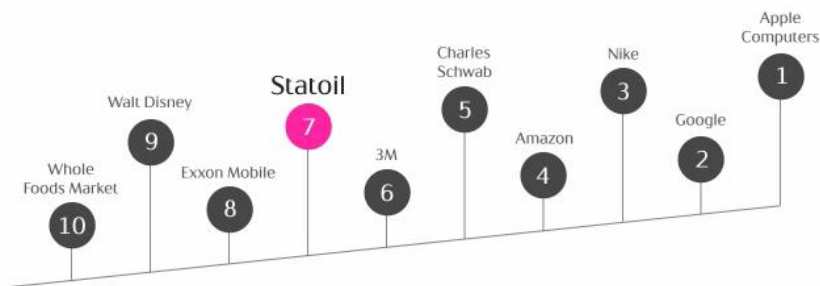 Whole
Foods Market
10
Walt Disney
9
Exxon Mobile
8
Statoil
7
3M
6
Charles
Schwab
5
Amazon
4
Nike
3
Google
2
Apple
Computers
1